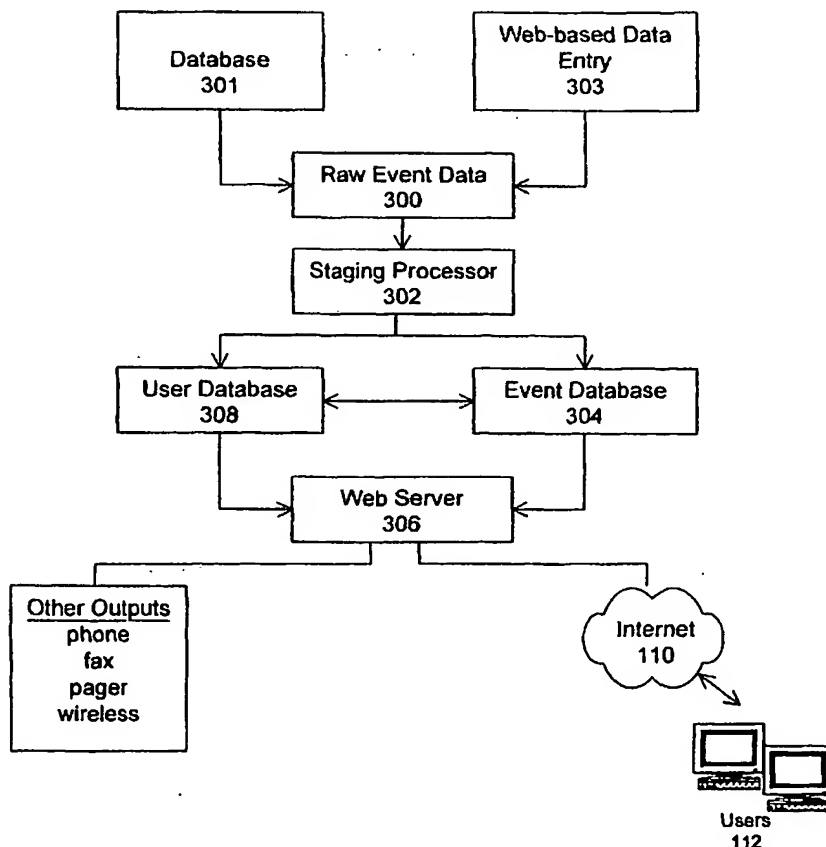 Database
301
Web-based Data
Entry
303
Raw Event Data
300
Staging Processor
302
User Database
308
Event Database
304
Web Server
306
Other Outputs
phone
fax
pager
wireless
Internet
110
Users
112